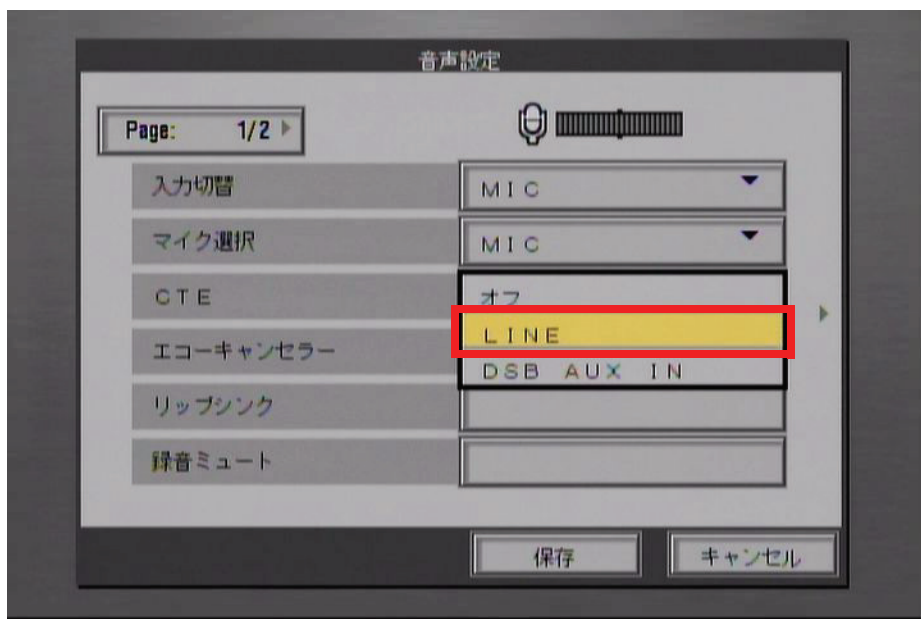 音声設定
Page: 1/2
入力切替 MIC
マイク選択 MIC
CTE オフ
LINE
エコーキャンセラー
DSB AUX IN
リップシンク
録音ミュート
保存 キャンセル